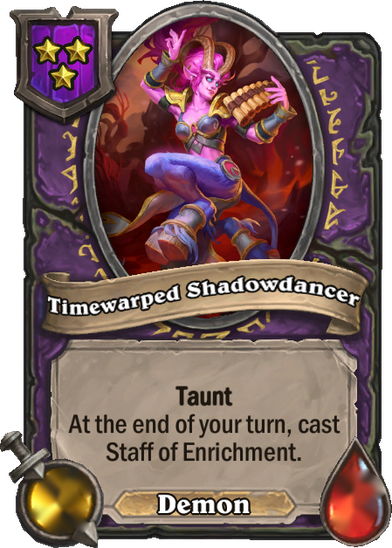 Timewarped Shadowdancer
Taunt
At the end of your turn, cast
Staff of Enrichment.
Demon